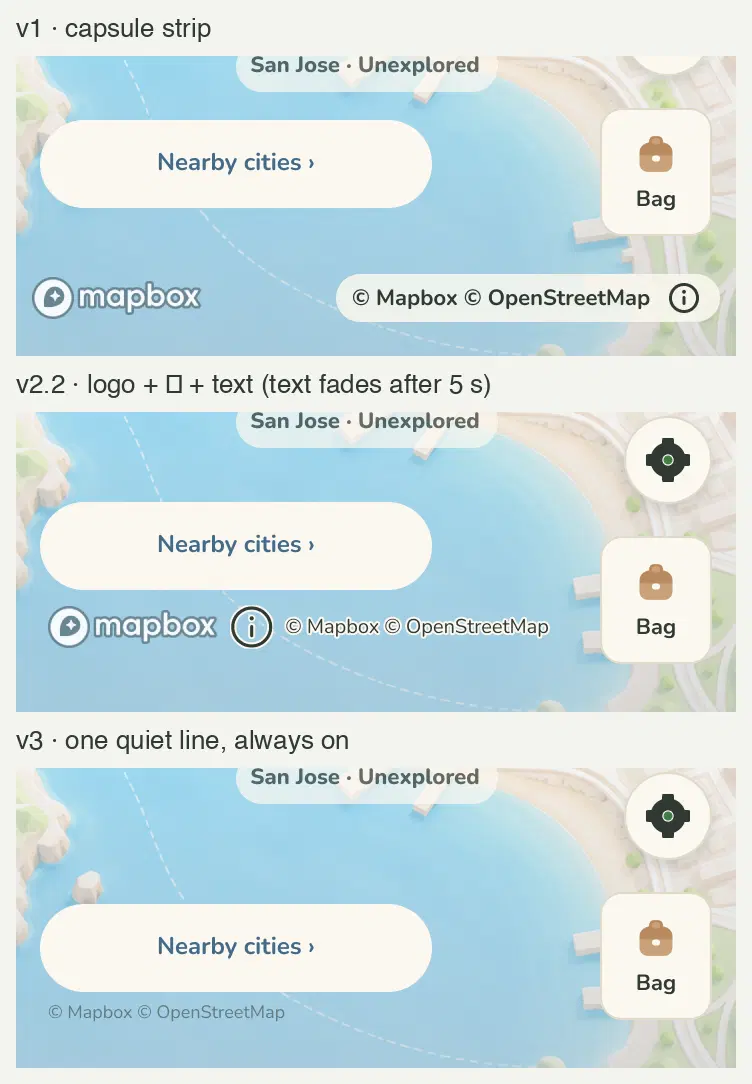 v1 · capsule strip
San Jose · Unexplored
Nearby cities ›
Bag
mapbox
© Mapbox © OpenStreetMap
v2.2 · logo + □ + text (text fades after 5 s)
San Jose · Unexplored
Nearby cities ›
mapbox © Mapbox © OpenStreetMap
Bag
v3 · one quiet line, always on
San Jose · Unexplored
Nearby cities ›
Bag
© Mapbox © OpenStreetMap